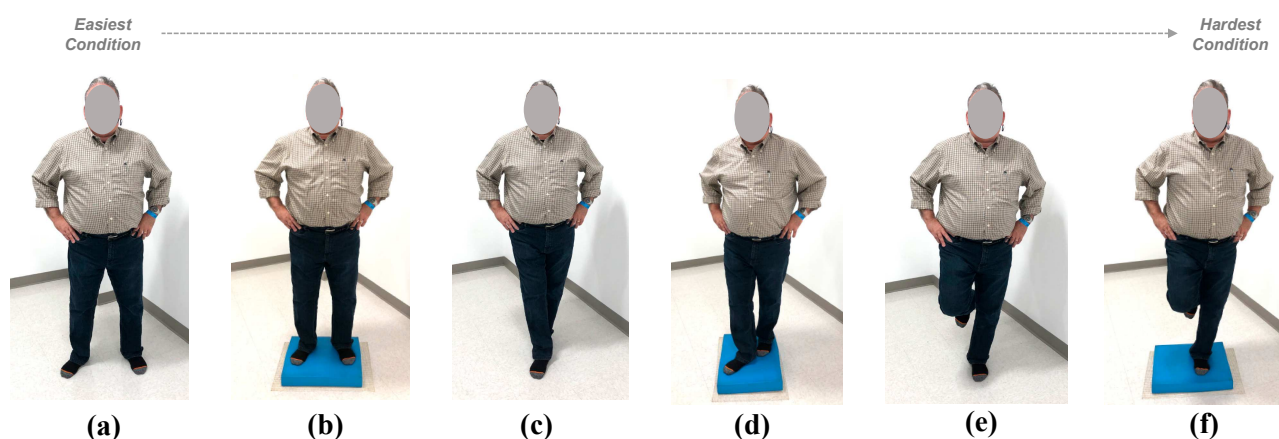 Easiest
Condition
Hardest
Condition
(a)
(b)
(c)
(d)
(e)
(f)